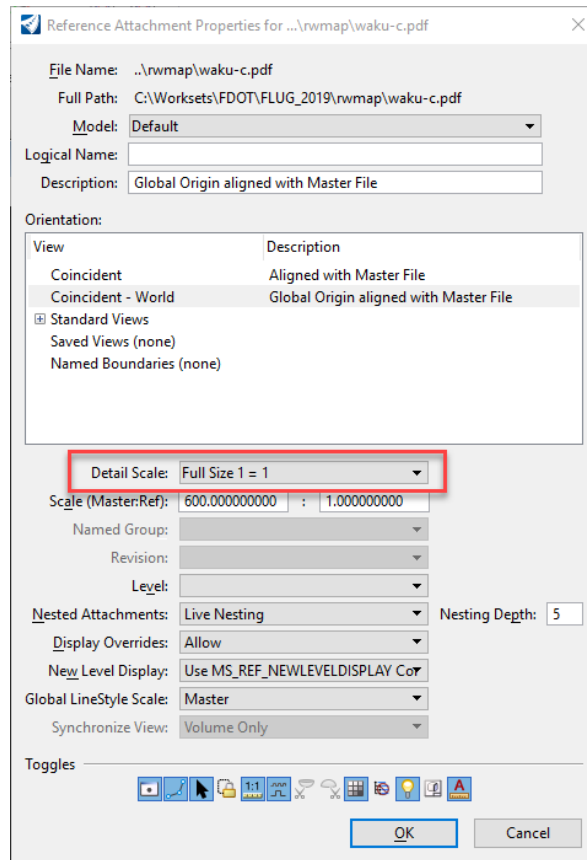 Reference Attachment Properties for ...\rwmap\waku-c.pdf
File Name: ..\rwmap\waku-c.pdf
Full Path: C:\Worksets\FDOT\FLUG_2019\rwmap\waku-c.pdf
Model: Default
Logical Name:
Description: Global Origin aligned with Master File
Orientation:
View Description
Coincident Aligned with Master File
Coincident - World Global Origin aligned with Master File
Standard Views
Saved Views (none)
Named Boundaries (none)
Detail Scale: Full Size 1 = 1
Scale (Master:Ref): 600.000000000 : 1.000000000
Named Group:
Revision:
Level:
Nested Attachments: Live Nesting Nesting Depth: 5
Display Overrides: Allow
New Level Display: Use MS_REF_NEWLEVELDISPLAY Cor
Global LineStyle Scale: Master
Synchronize View: Volume Only
Toggles
1:1 A
OK Cancel